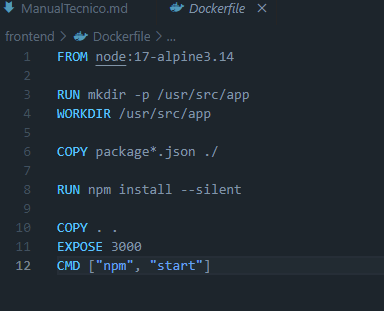 ManualTecnico.md Dockerfile ×
frontend > Dockerfile > ...
1 FROM node:17-alpine3.14
2
3 RUN mkdir -p /usr/src/app
4 WORKDIR /usr/src/app
5
6 COPY package*.json ./
7
8 RUN npm install --silent
9
10 COPY . .
11 EXPOSE 3000
12 CMD ["npm", "start"]